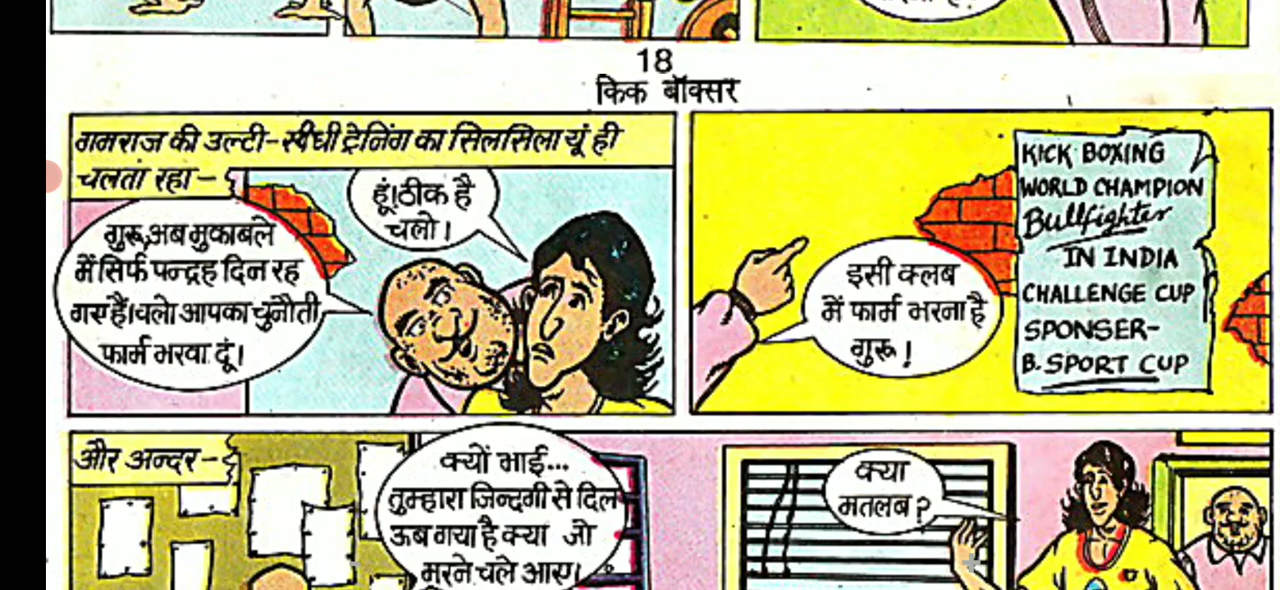 18
किक बॉक्सर
गमराज की उल्टी-सीधी ट्रेनिंग का सिलसिला यूं ही
चलता रहा-
गुरू,अब मुकाबले
में सिर्फ पन्द्रह दिन रह
गए हैं।चलो आपका चुनौती
फार्म भरवा दूं।
हूं।ठीक है
चलो।
इसी क्लब
में फार्म भरना है
गुरू!
KICK BOXING
WORLD CHAMPION
Bullfighter
IN INDIA
CHALLENGE CUP
SPONSER-
B. SPORT CUP
और अन्दर-
क्यों भाई...
तुम्हारा जिन्दगी से दिल
ऊब गया है क्या जो
मरने चले आए।
क्या
मतलब?